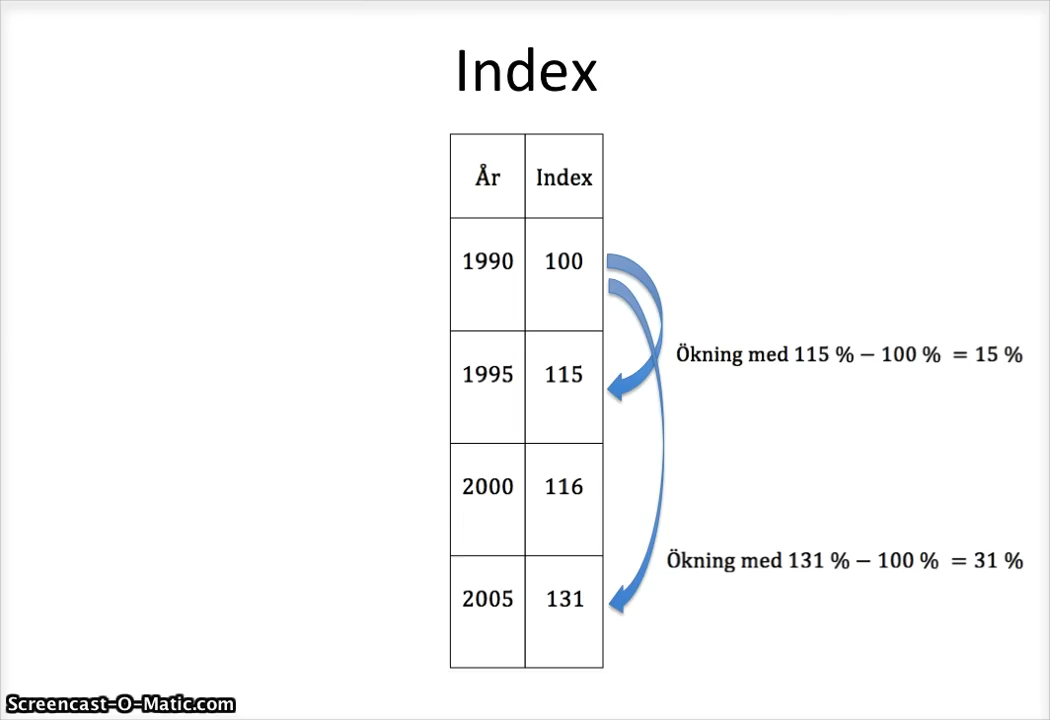 Index
År Index
1990 100
1995 115
Ökning med 115 % − 100 % = 15 %
2000 116
Ökning med 131 % − 100 % = 31 %
2005 131
Screencast-O-Matic.com